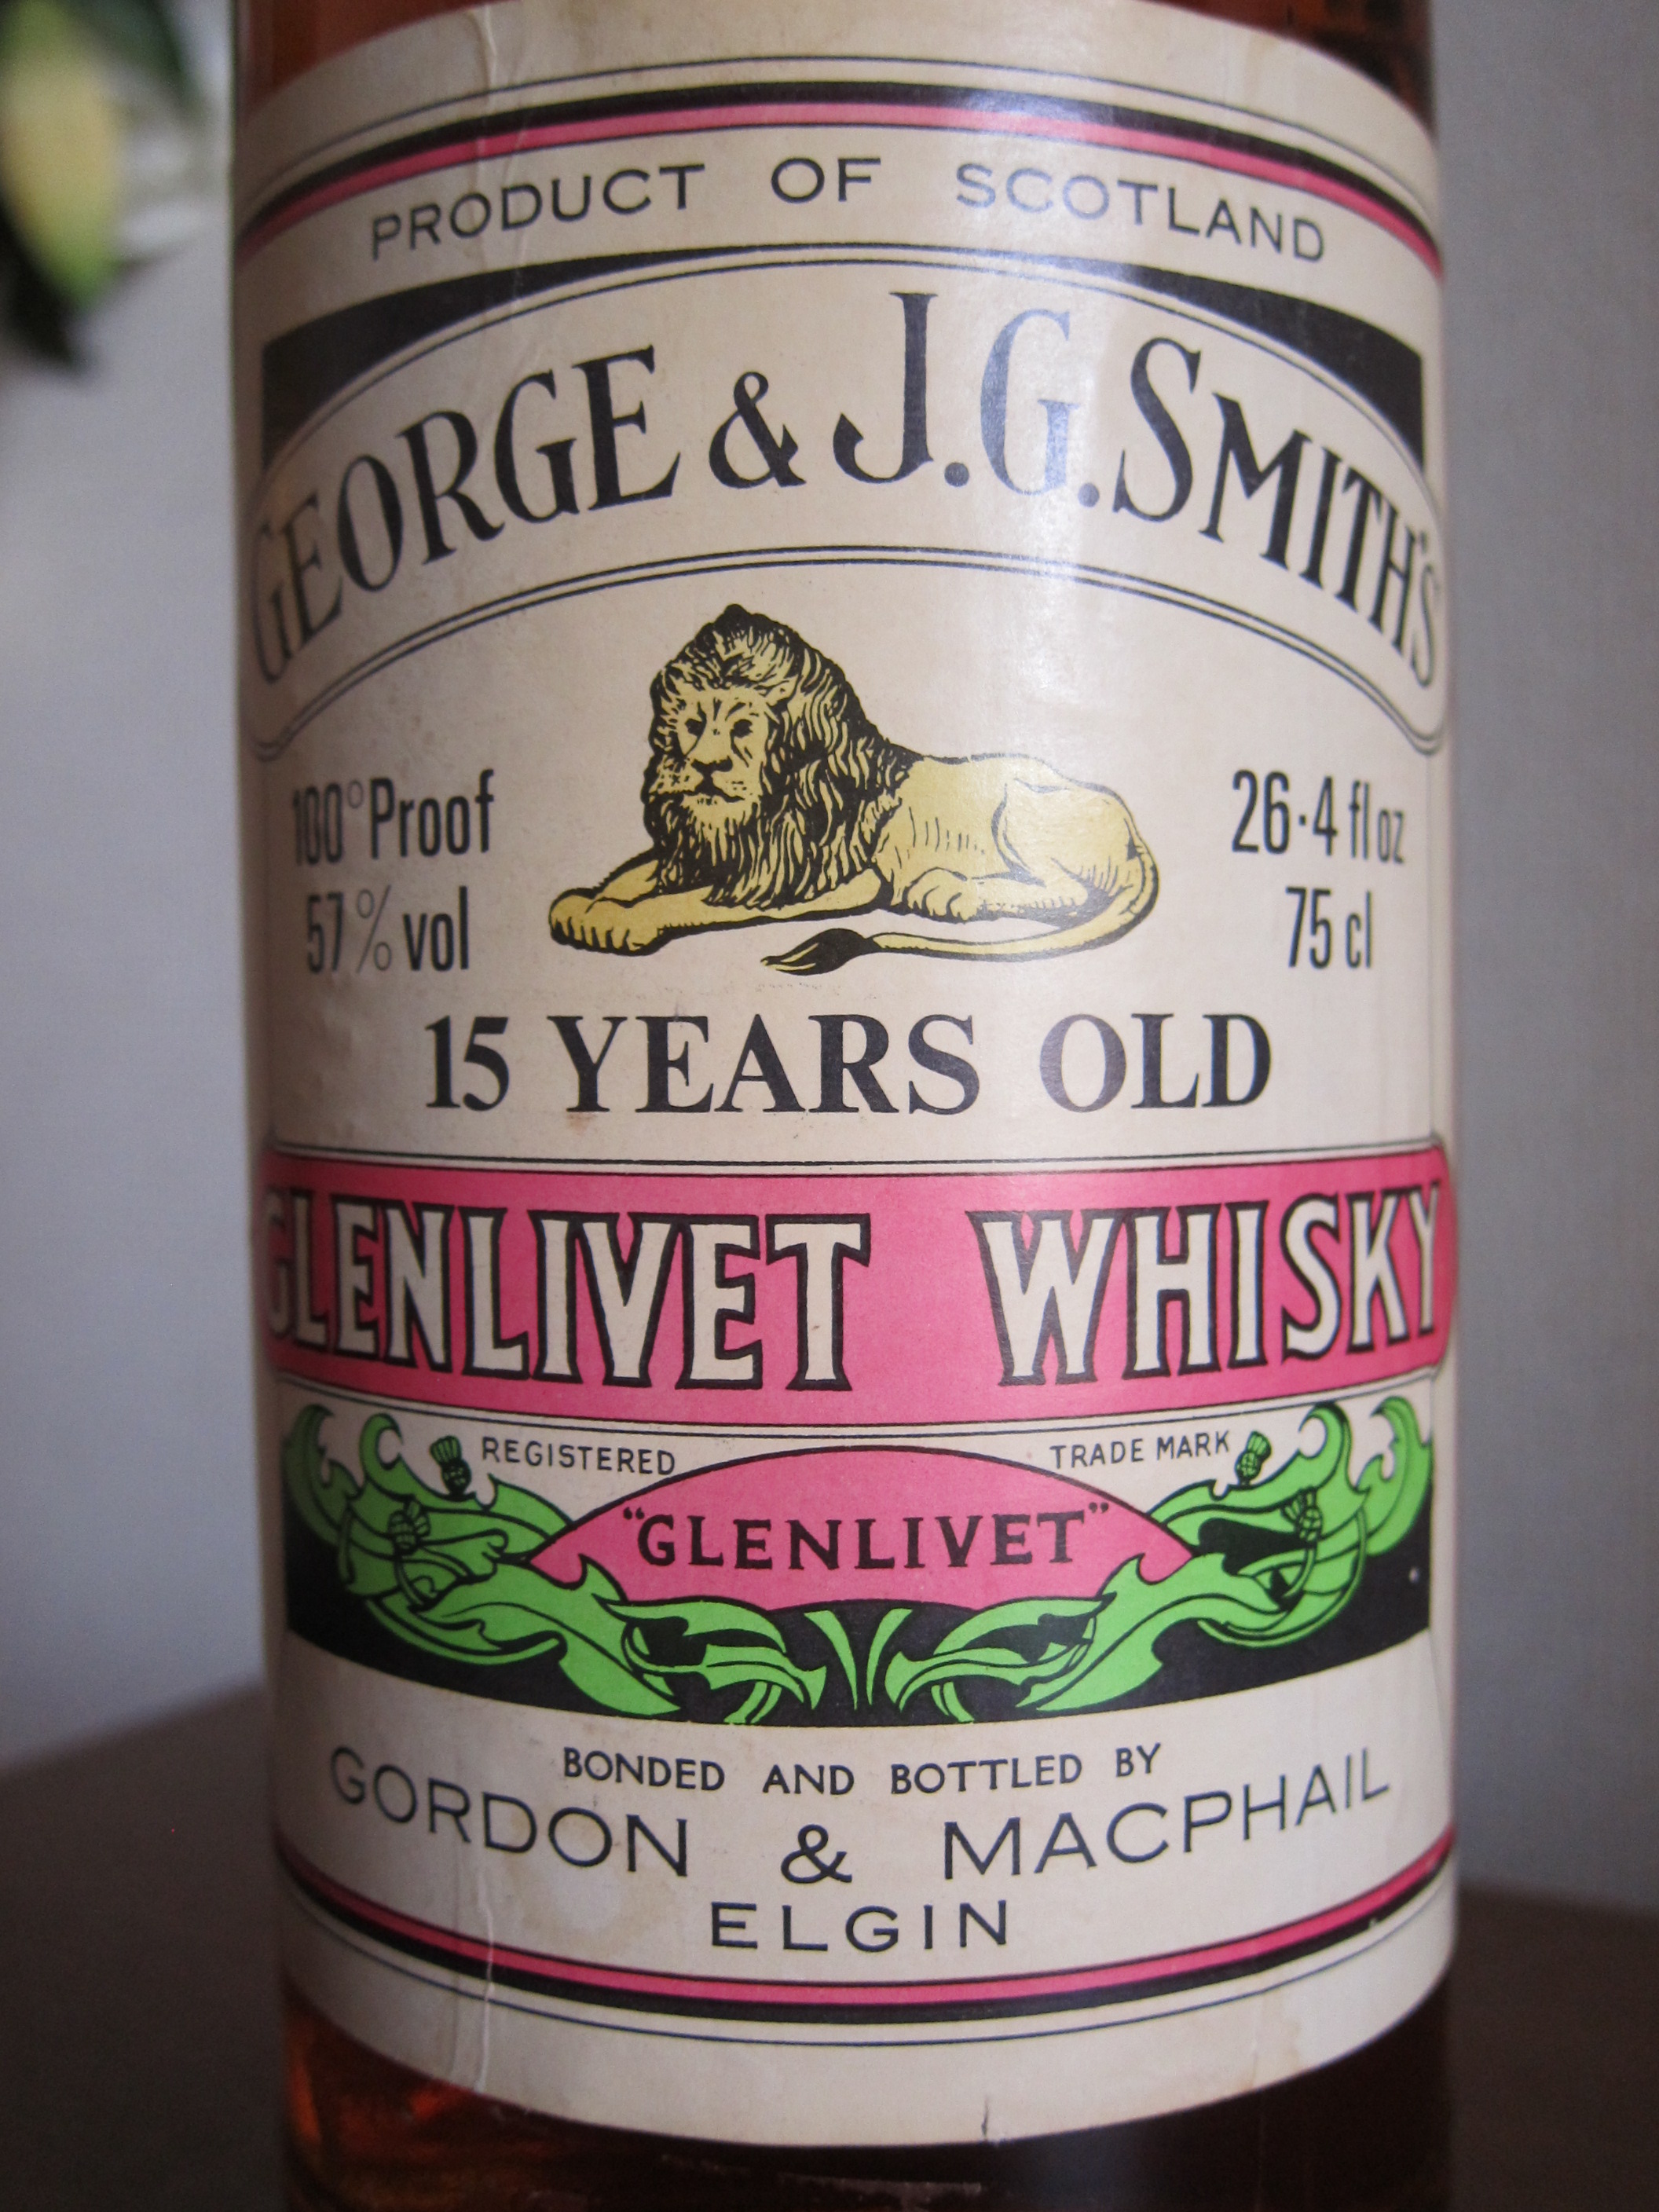 PRODUCT OF SCOTLAND
GEORGE & J.G. SMITH'S
100° Proof
57% vol
26·4 fl oz
75 cl
15 YEARS OLD
GLENLIVET WHISKY
REGISTERED TRADE MARK
"GLENLIVET"
BONDED AND BOTTLED BY
GORDON & MACPHAIL
ELGIN